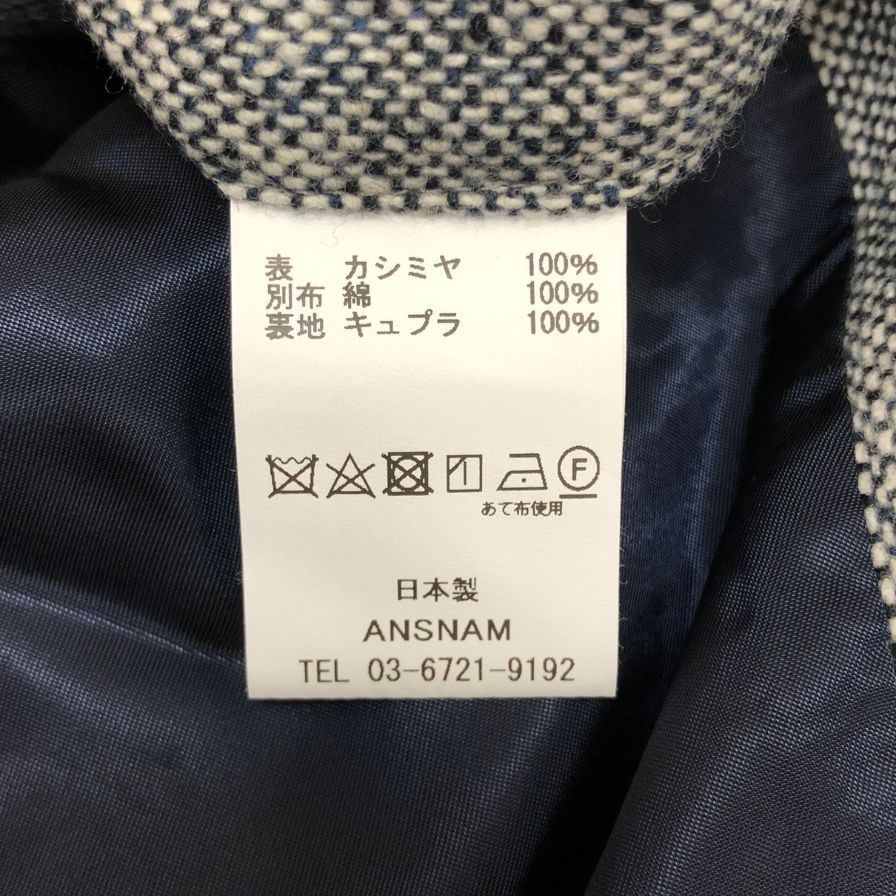 表 カシミヤ 100%
別布 綿 100%
裏地 キュプラ 100%
F
あて布使用
日本製
ANSNAM
TEL 03-6721-9192